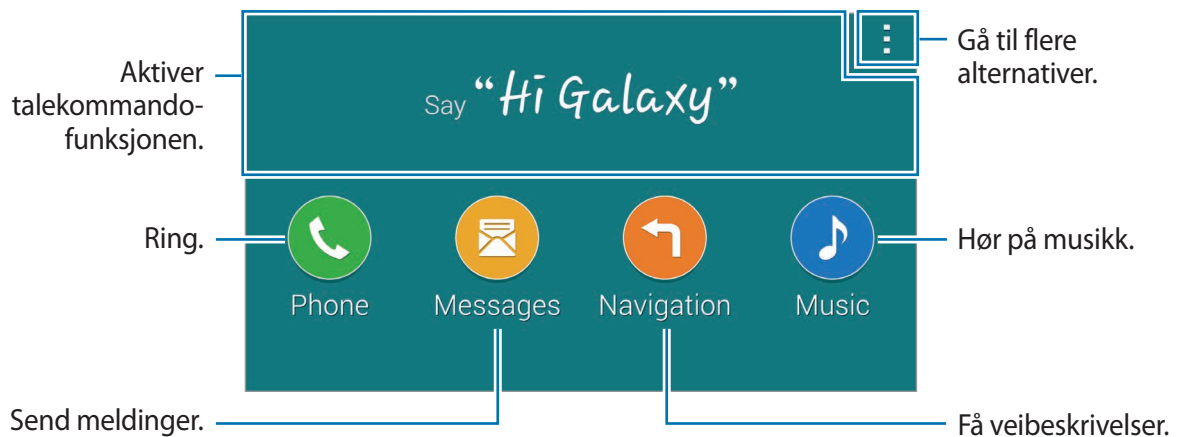 Aktiver
talekommando-
funksjonen.
Say “Hi Galaxy”
Gå til flere
alternativer.
Ring.
Hør på musikk.
Phone
Messages
Navigation
Music
Send meldinger.
Få veibeskrivelser.